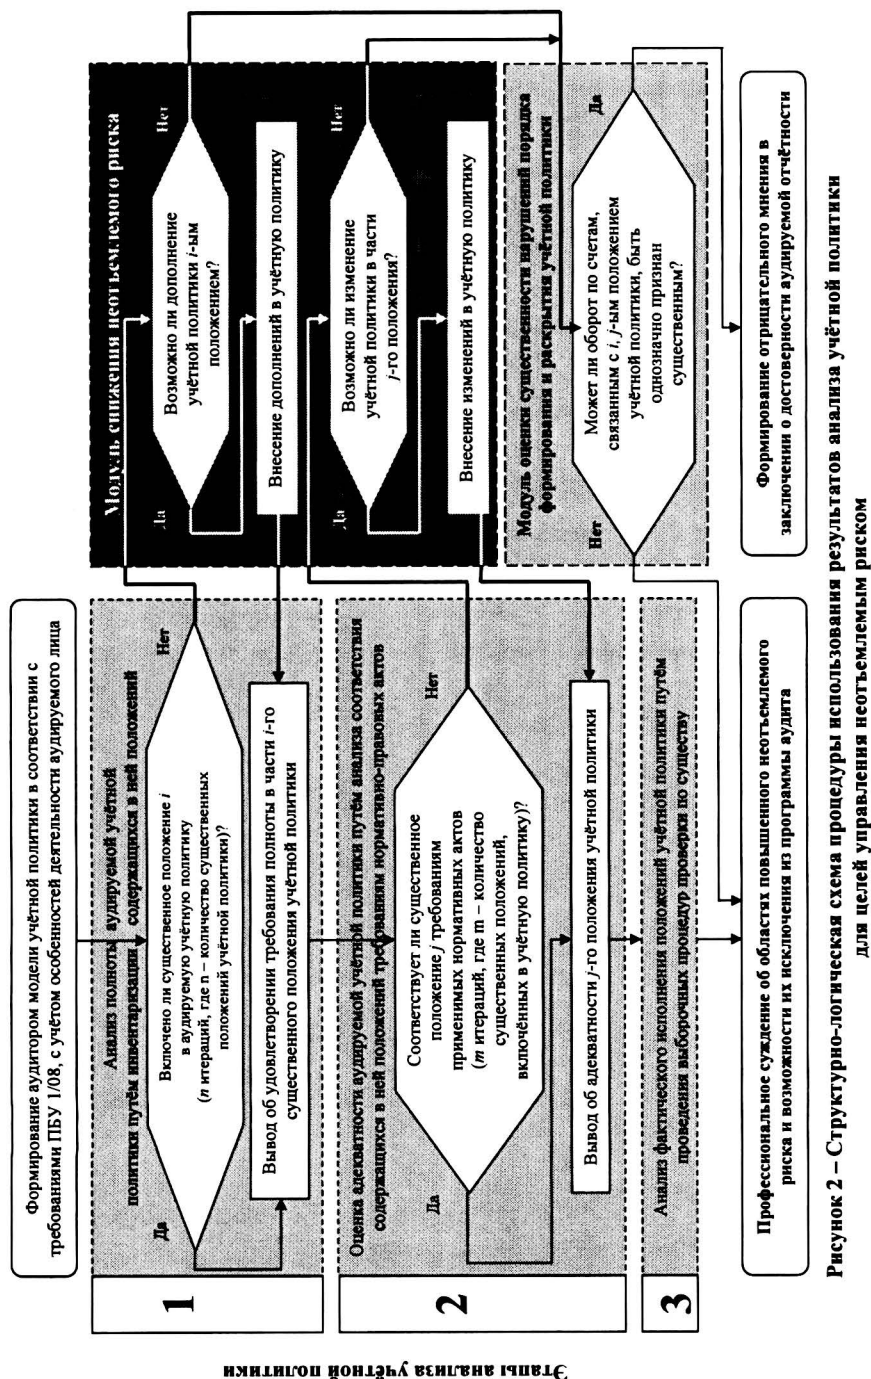 Формирование аудитором модели учётной политики в соответствии с
требованиями ПБУ 1/08, с учётом особенностей деятельности аудируемого лица
Этапы анализа учётной политики
1
Анализ полноты аудируемой учётной
политики путём инвентаризации содержащихся в ней положений
Да
Нет
Включено ли существенное положение i
в аудируемую учётную политику
(n итераций, где n – количество существенных
положений учётной политики)?
Вывод об удовлетворении требования полноты в части i-го
существенного положения учётной политики
2
Оценка адекватности аудируемой учётной политики путём анализа соответствия
содержащихся в ней положений требованиям нормативно-правовых актов
Да
Нет
Соответствует ли существенное
положение j требованиям
применимых нормативных актов
(m итераций, где m – количество
существенных положений,
включённых в учётную политику)?
Вывод об адекватности j-го положения учётной политики
3
Анализ фактического исполнения положений учётной политики путём
проведения выборочных процедур проверки по существу
Профессиональное суждение об областях повышенного неотъемлемого
риска и возможности их исключения из программы аудита
Модуль снижения неотъемлемого риска
Да
Нет
Возможно ли дополнение
учётной политики i-ым
положением?
Внесение дополнений в учётную политику
Да
Нет
Возможно ли изменение
учётной политики в части
j-го положения?
Внесение изменений в учётную политику
Модуль оценки существенности нарушений порядка
формирования и раскрытия учётной политики
Нет
Да
Может ли оборот по счетам,
связанным с i, j-ым положением
учётной политики, быть
однозначно признан
существенным?
Формирование отрицательного мнения в
заключении о достоверности аудируемой отчётности
Рисунок 2 – Структурно-логическая схема процедуры использования результатов анализа учётной политики
для целей управления неотъемлемым риском